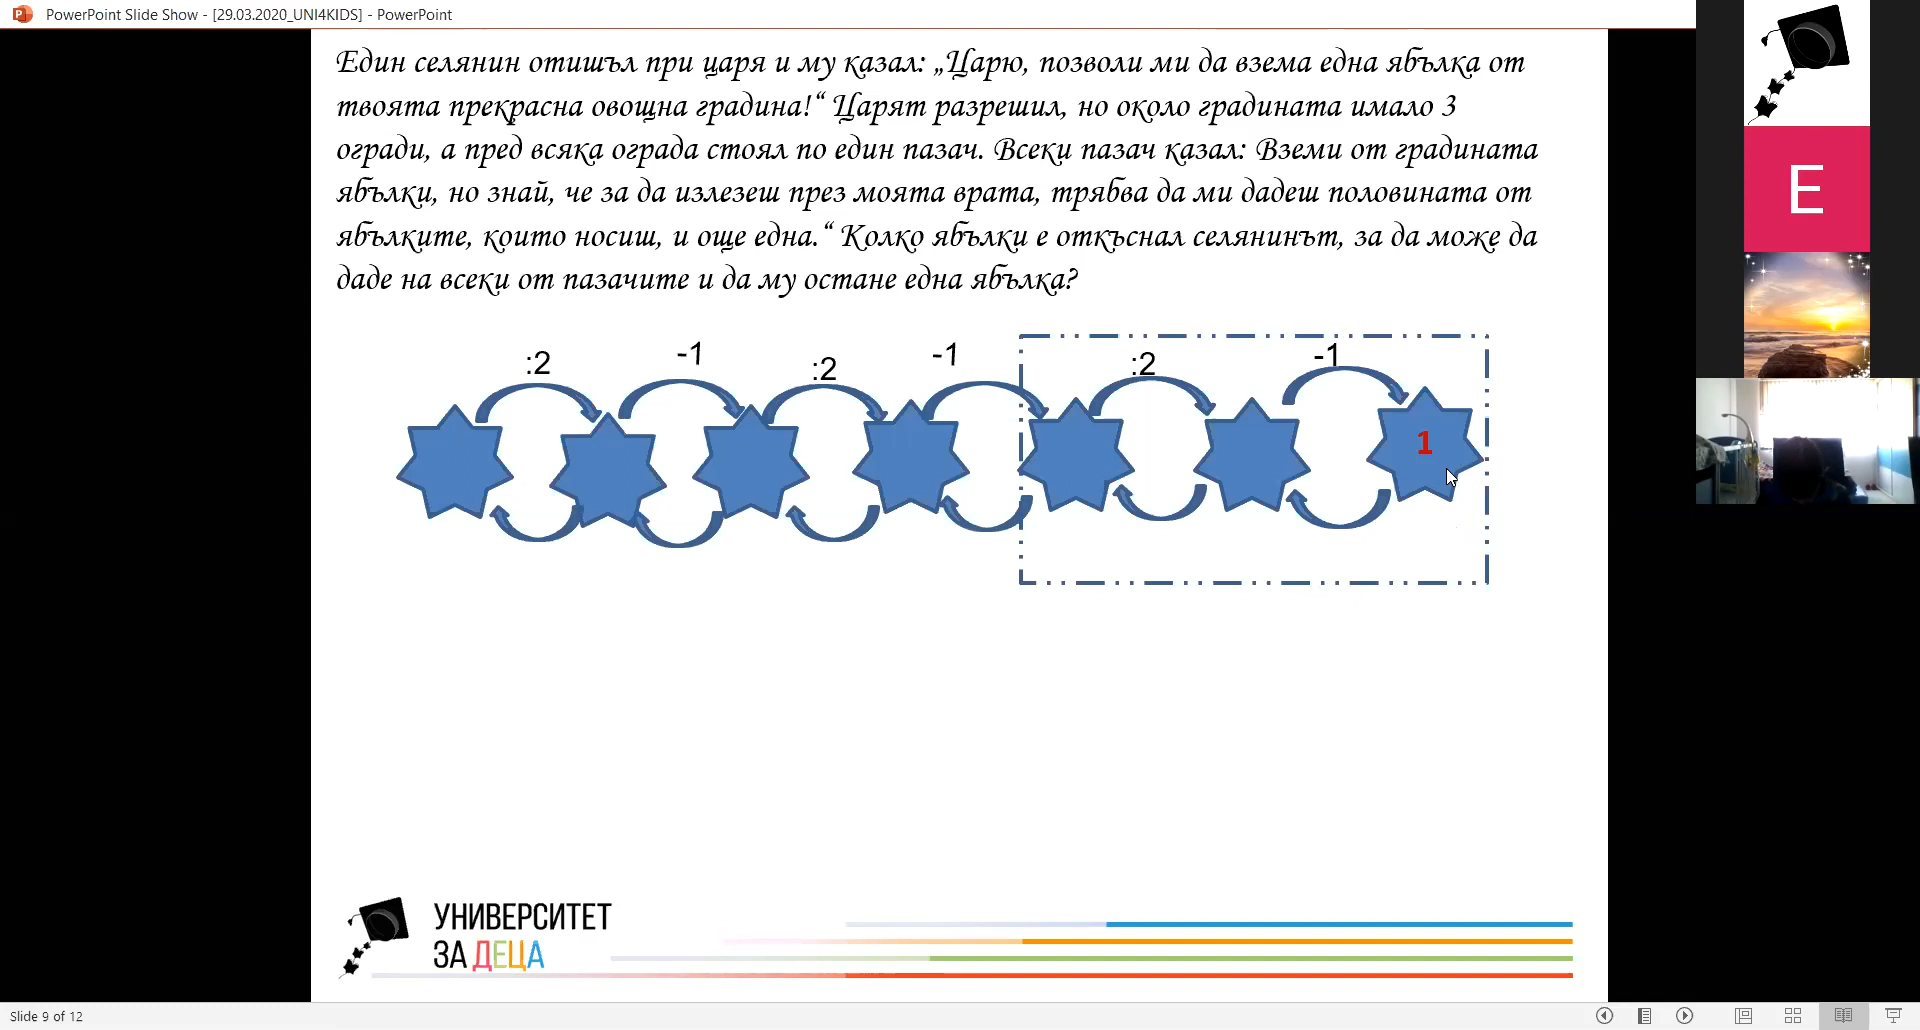 PowerPoint Slide Show - [29.03.2020_UNI4KIDS] - PowerPoint
Един селянин отишъл при царя и му казал: „Царю, позволи ми да взема една ябълка от
твоята прекрасна овощна градина!“ Царят разрешил, но около градината имало 3
огради, а пред всяка ограда стоял по един пазач. Всеки пазач казал: Вземи от градината
ябълки, но знай, че за да излезеш през моята врата, трябва да ми дадеш половината от
ябълките, които носиш, и още една.“ Колко ябълки е откъснал селянинът, за да може да
даде на всеки от пазачите и да му остане една ябълка?
:2 -1 :2 -1 :2 -1
1
E
УНИВЕРСИТЕТ
ЗА ДЕЦА
Slide 9 of 12